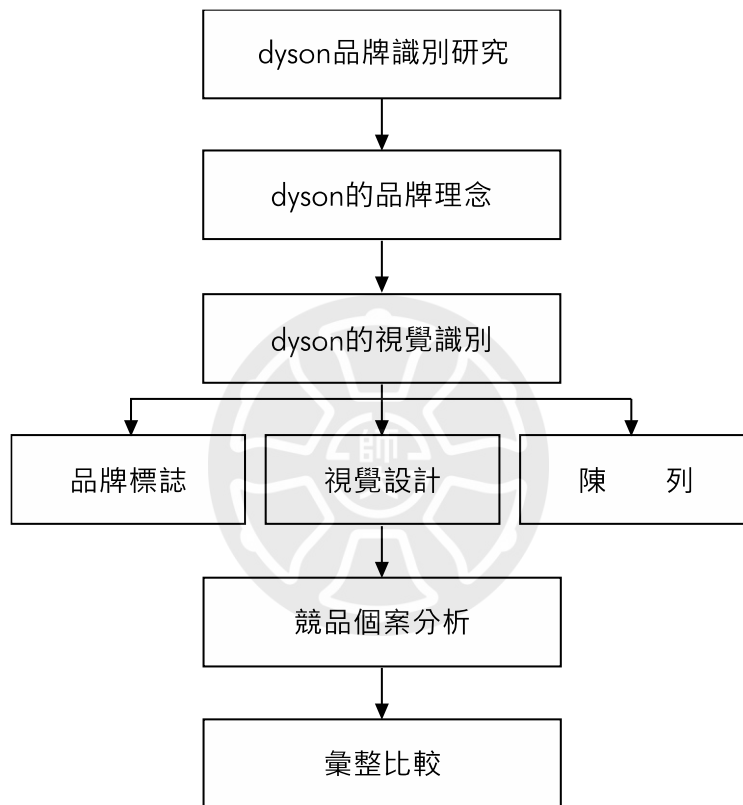 dyson品牌識別研究
dyson的品牌理念
dyson的視覺識別
品牌標誌
視覺設計
陳　　列
競品個案分析
彙整比較
師